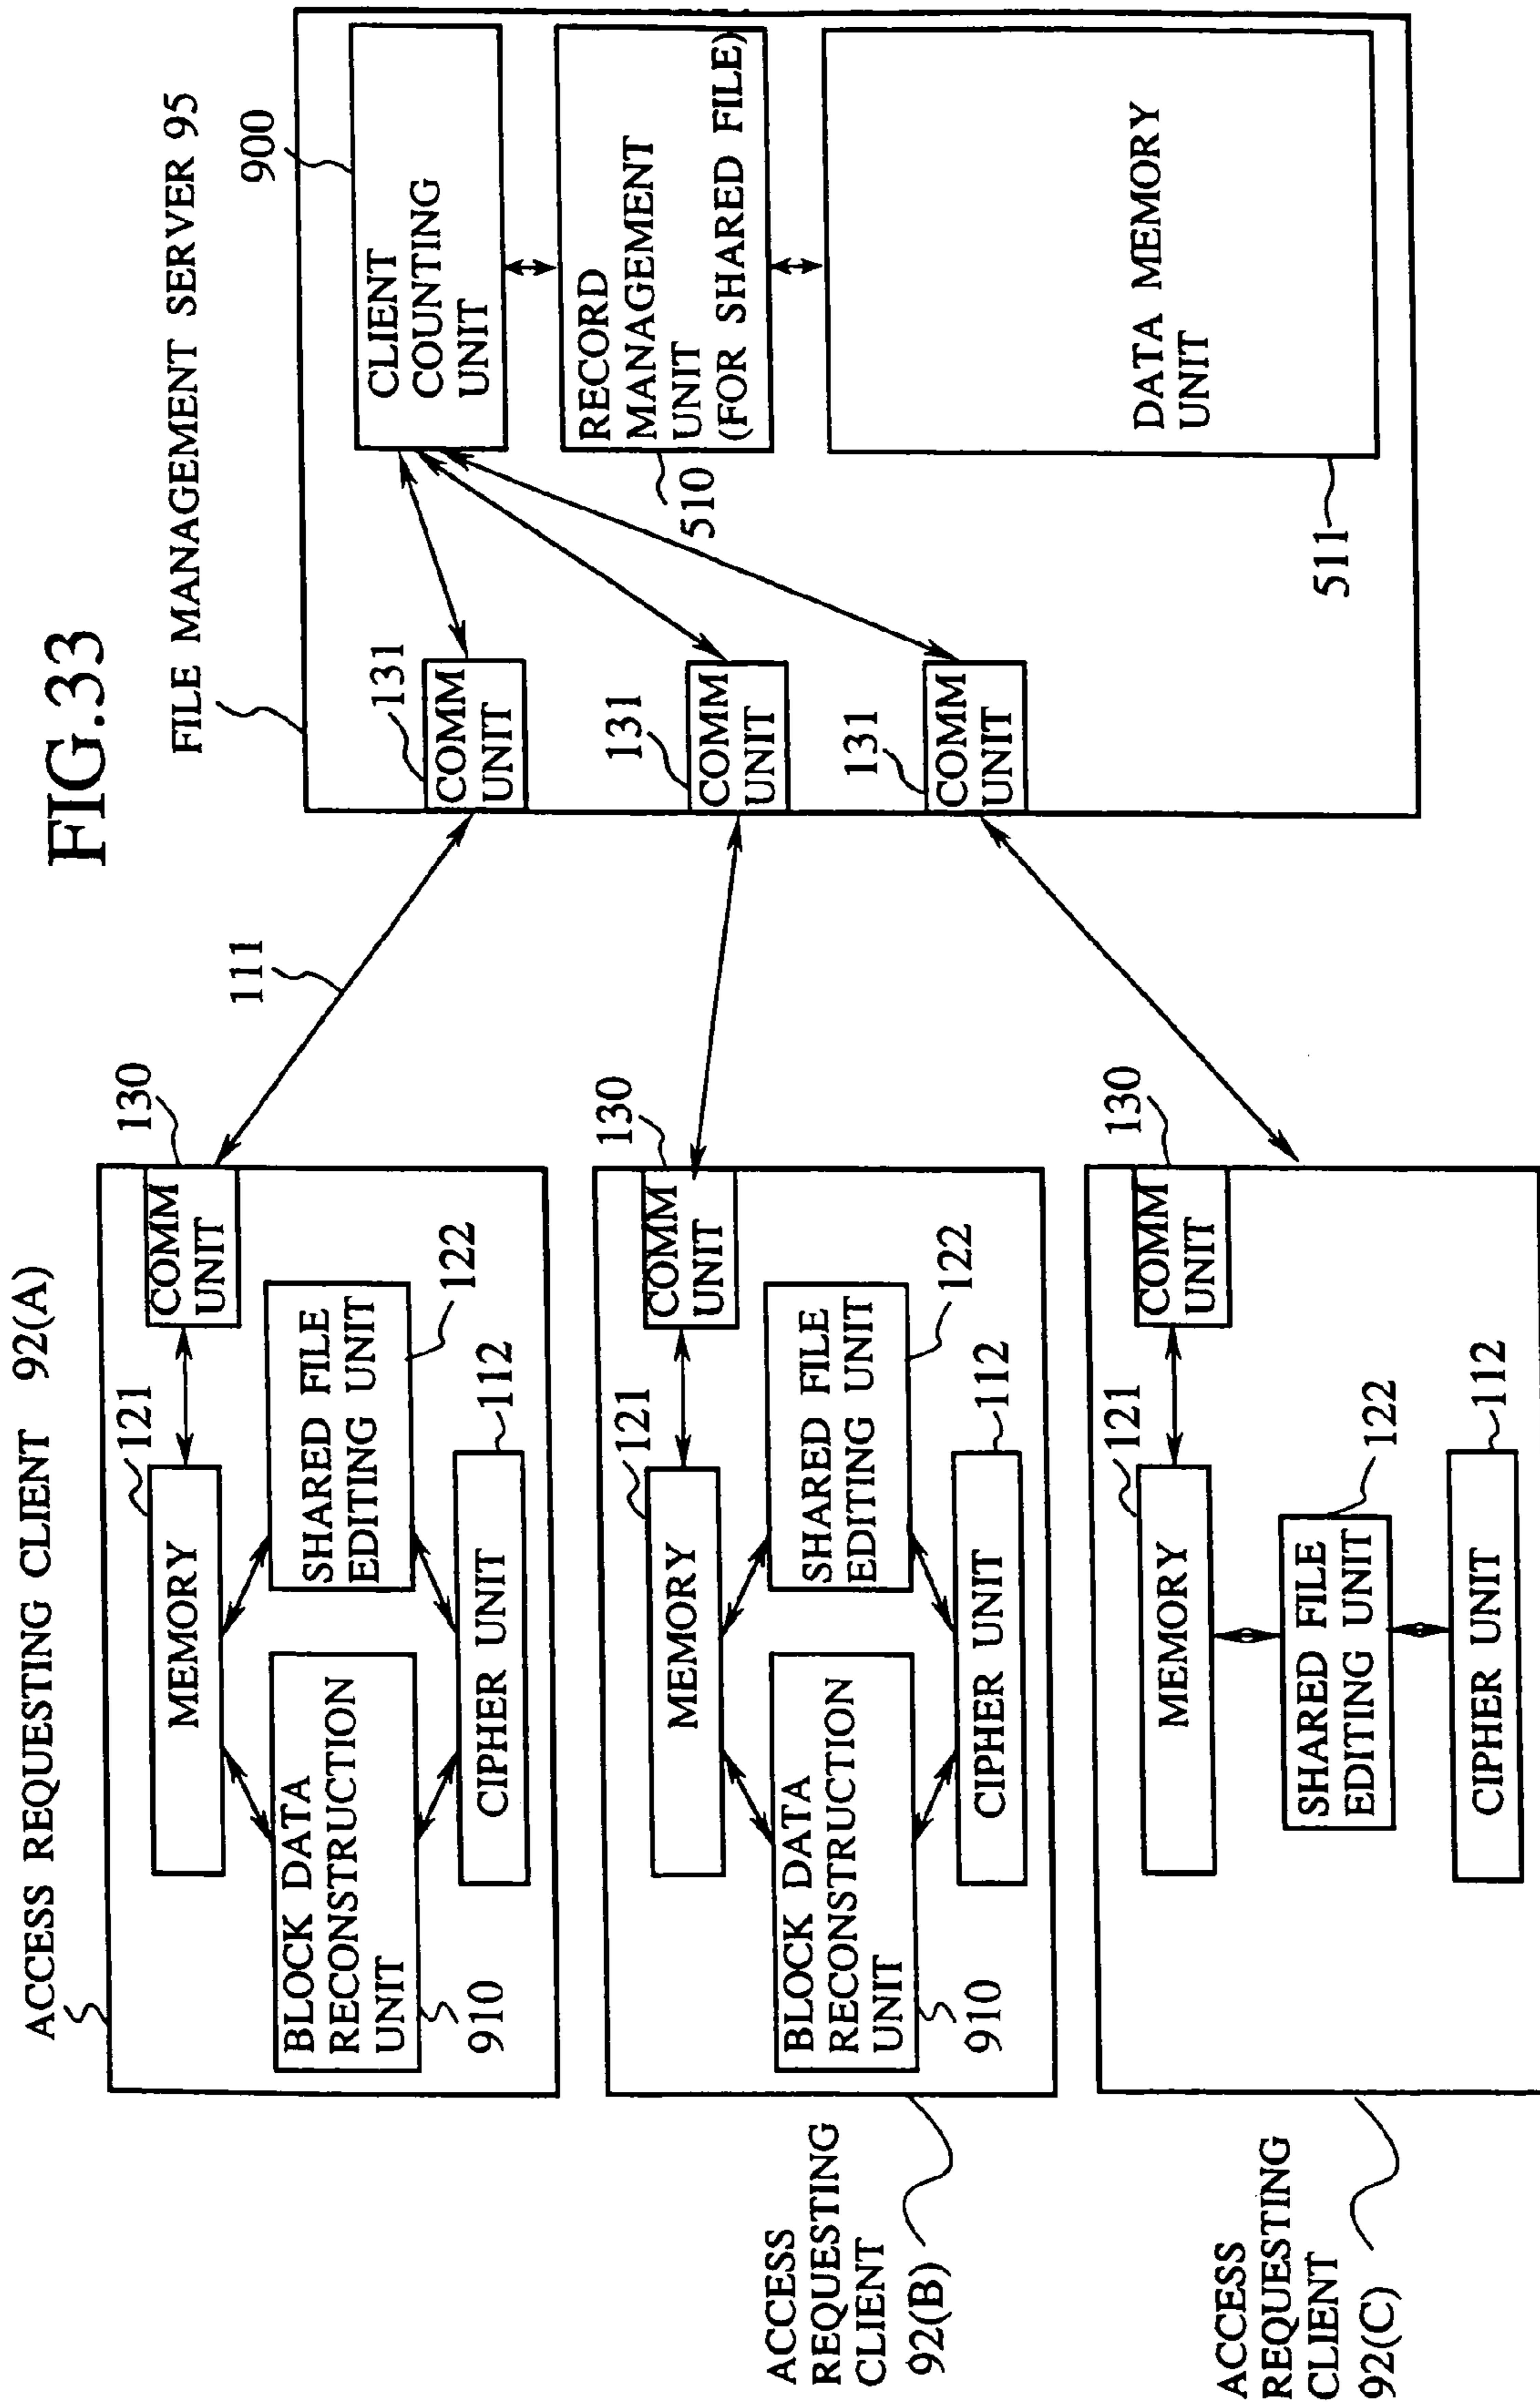 FIG.33
ACCESS REQUESTING CLIENT 92(A)
MEMORY
121
COMM
UNIT
130
BLOCK DATA
RECONSTRUCTION
UNIT
910
SHARED FILE
EDITING UNIT
122
CIPHER UNIT
112
111
ACCESS
REQUESTING
CLIENT
92(B)
MEMORY
121
COMM
UNIT
130
BLOCK DATA
RECONSTRUCTION
UNIT
910
SHARED FILE
EDITING UNIT
122
CIPHER UNIT
112
ACCESS
REQUESTING
CLIENT
92(C)
MEMORY
121
COMM
UNIT
130
SHARED FILE
EDITING UNIT
122
CIPHER UNIT
112
FILE MANAGEMENT SERVER 95
COMM
UNIT
131
COMM
UNIT
131
COMM
UNIT
131
900
CLIENT
COUNTING
UNIT
RECORD
MANAGEMENT
UNIT
(FOR SHARED FILE)
510
DATA MEMORY
UNIT
511